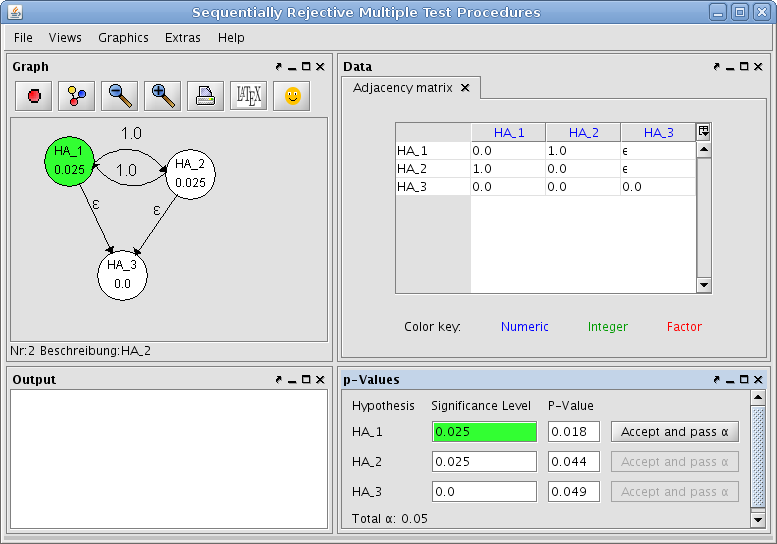 Sequentially Rejective Multiple Test Procedures
File Views Graphics Extras Help
Graph
LATEX
1.0
HA_1
0.025
1.0
HA_2
0.025
ε
ε
HA_3
0.0
Nr:2 Beschreibung:HA_2
Data
Adjacency matrix
HA_1 HA_2 HA_3
HA_1 0.0 1.0 ϵ
HA_2 1.0 0.0 ϵ
HA_3 0.0 0.0 0.0
Color key: Numeric Integer Factor
Output
p-Values
Hypothesis Significance Level P-Value
HA_1 0.025 0.018 Accept and pass α
HA_2 0.025 0.044 Accept and pass α
HA_3 0.0 0.049 Accept and pass α
Total α: 0.05